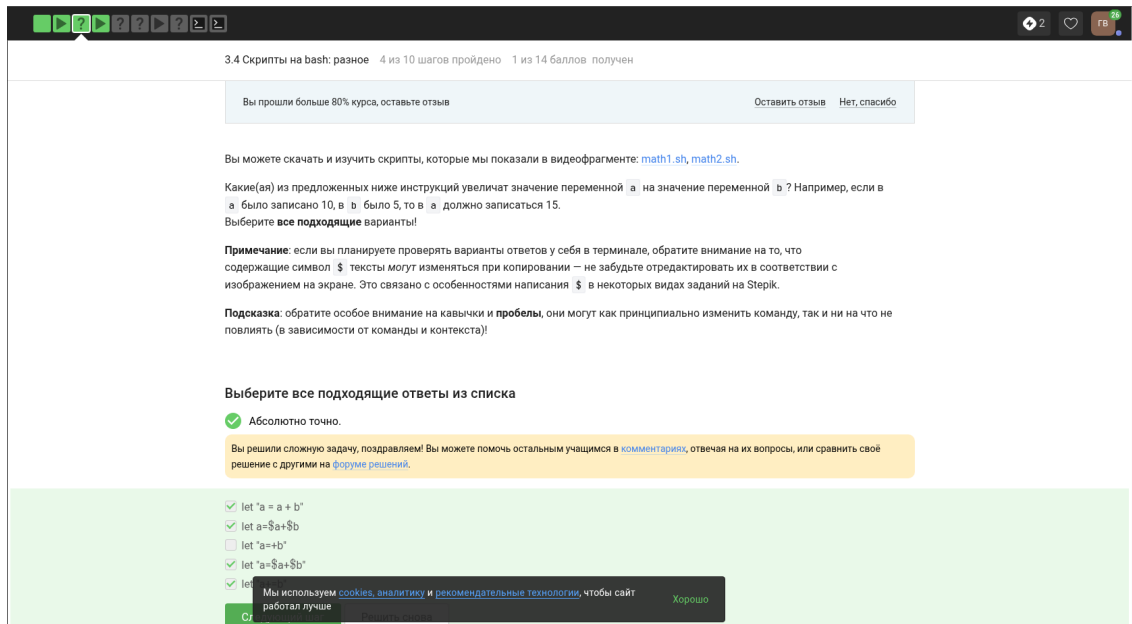 2
ГВ
26
3.4 Скрипты на bash: разное 4 из 10 шагов пройдено 1 из 14 баллов получен
Вы прошли больше 80% курса, оставьте отзыв Оставить отзыв Нет, спасибо
Вы можете скачать и изучить скрипты, которые мы показали в видеофрагменте: math1.sh, math2.sh.
Какие(ая) из предложенных ниже инструкций увеличат значение переменной a на значение переменной b ? Например, если в
a было записано 10, в b было 5, то в a должно записаться 15.
Выберите все подходящие варианты!
Примечание: если вы планируете проверять варианты ответов у себя в терминале, обратите внимание на то, что
содержащие символ $ тексты могут изменяться при копировании — не забудьте отредактировать их в соответствии с
изображением на экране. Это связано с особенностями написания $ в некоторых видах заданий на Stepik.
Подсказка: обратите особое внимание на кавычки и пробелы, они могут как принципиально изменить команду, так и ни на что не
повлиять (в зависимости от команды и контекста)!
Выберите все подходящие ответы из списка
Абсолютно точно.
Вы решили сложную задачу, поздравляем! Вы можете помочь остальным учащимся в комментариях, отвечая на их вопросы, или сравнить своё
решение с другими на форуме решений.
let "a = a + b"
let a=$a+$b
let "a=+b"
let "a=$a+$b"
let
Мы используем cookies, аналитику и рекомендательные технологии, чтобы сайт
работал лучше
Хорошо
Решить снова